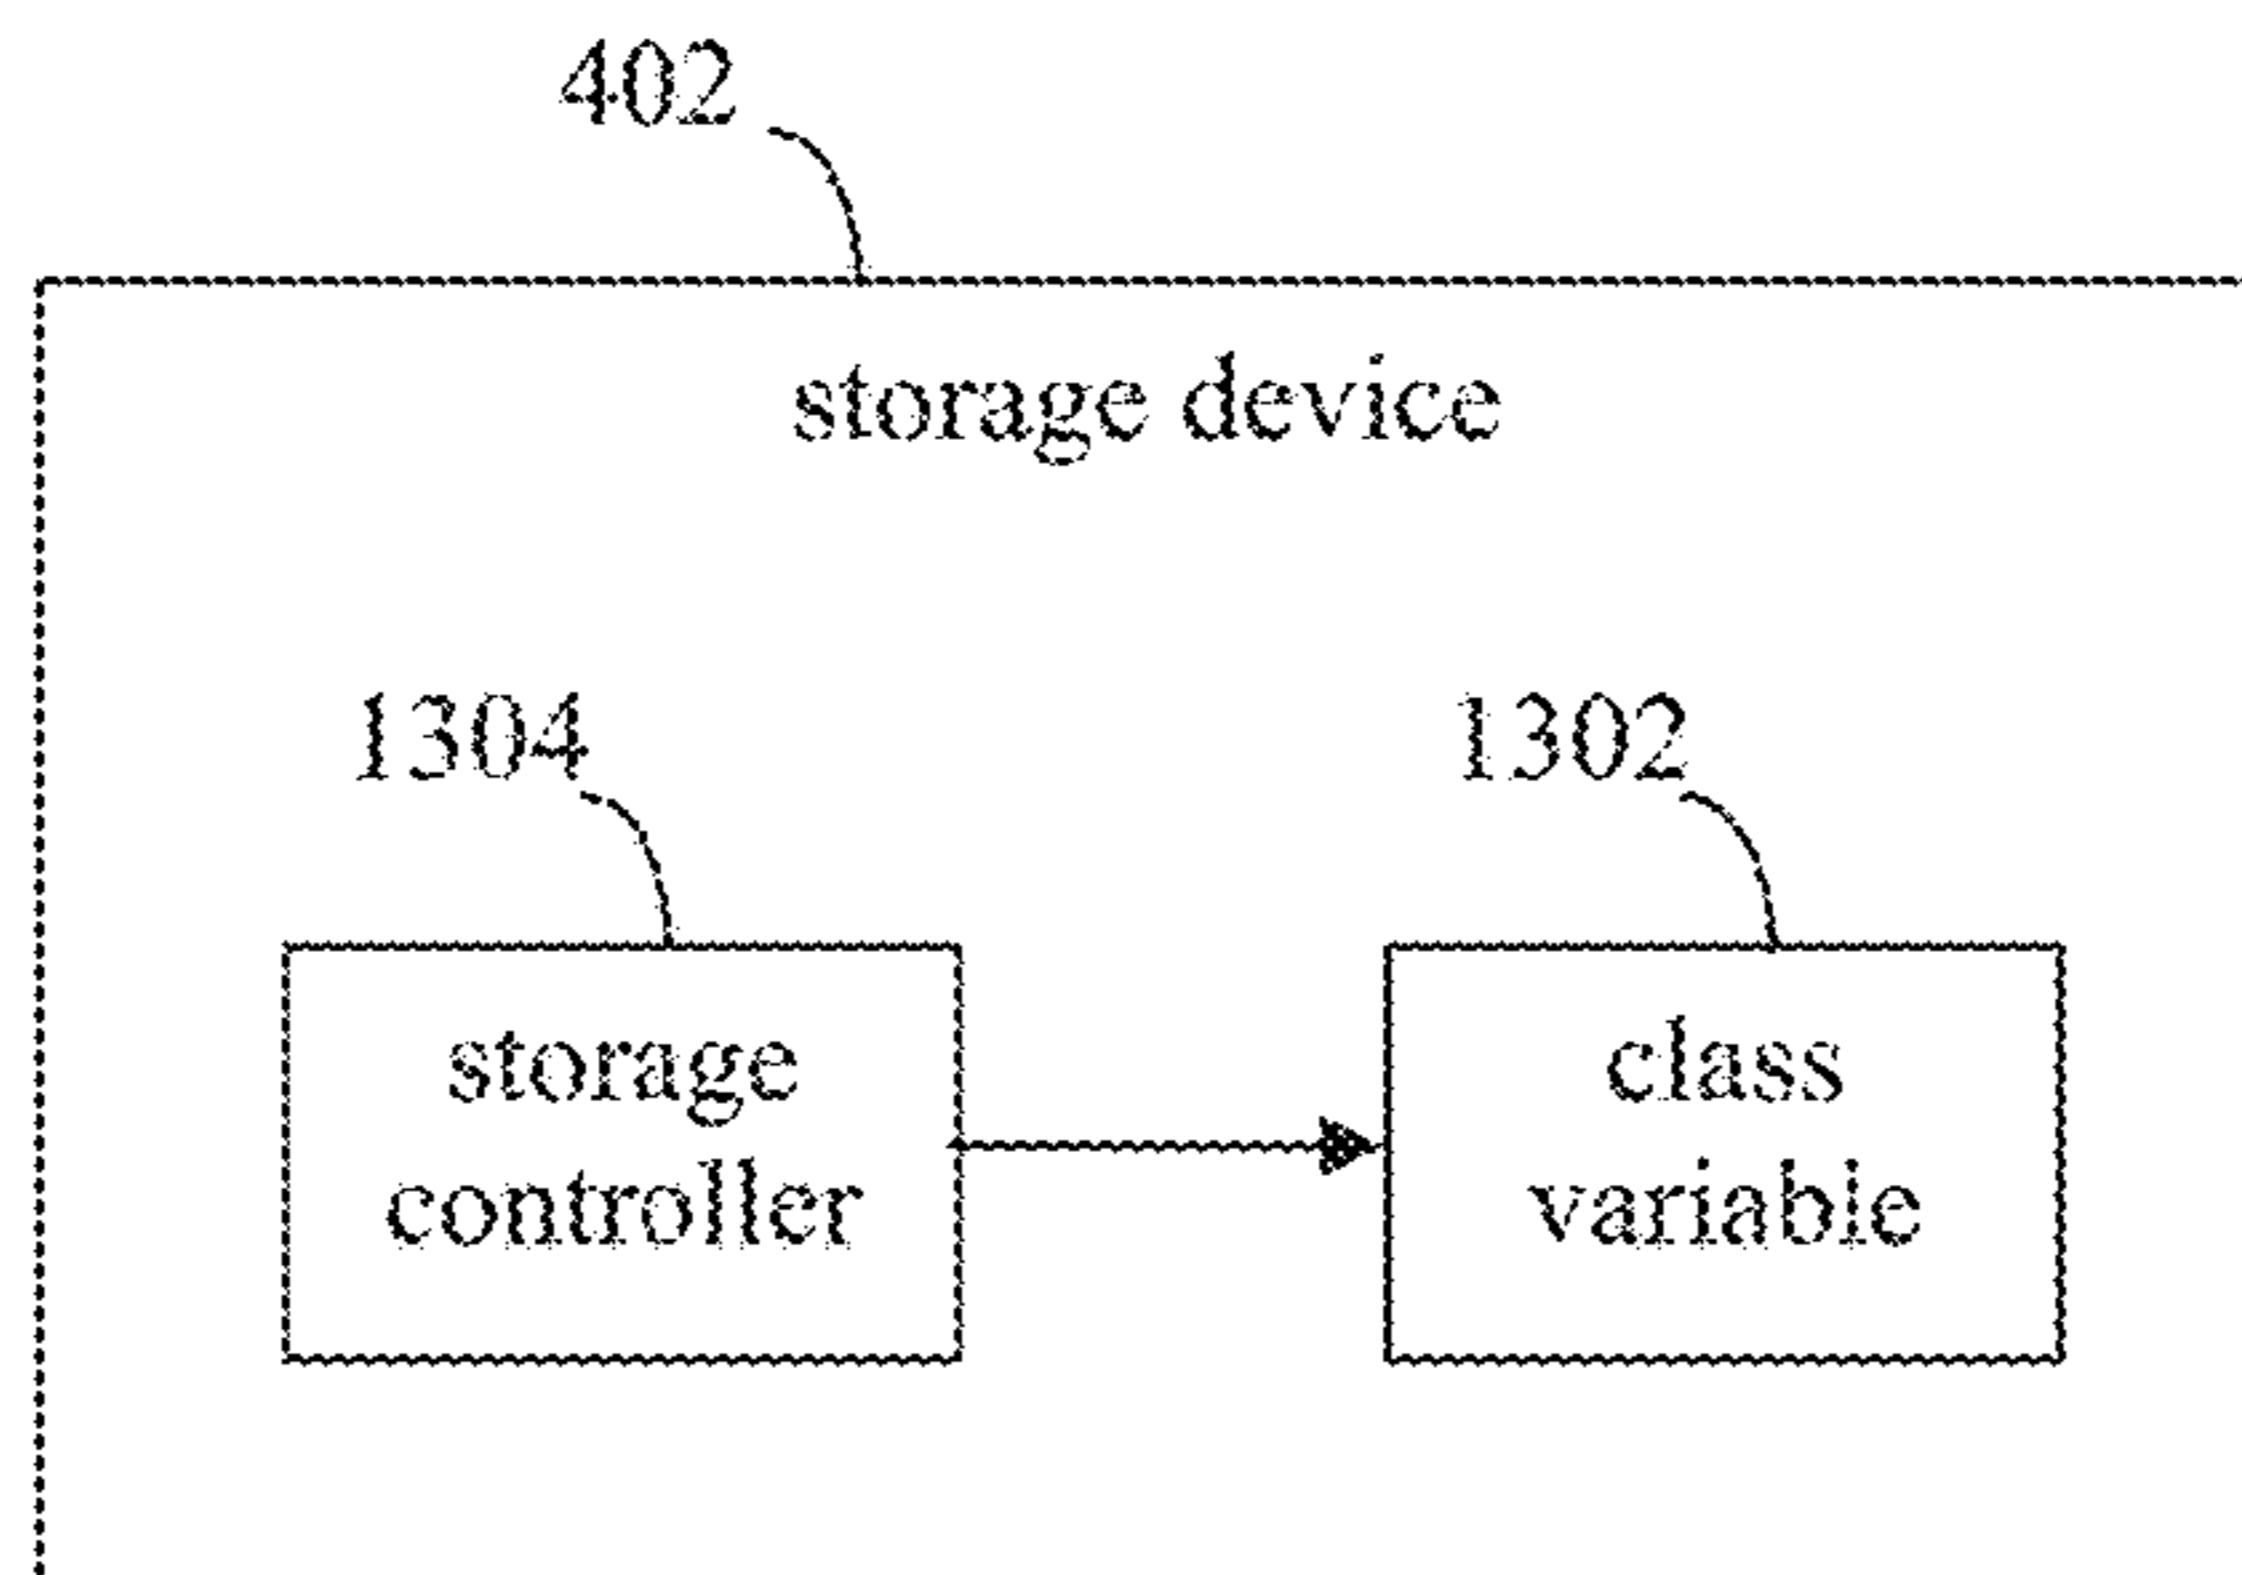 402
storage device
1304
1302
storage
controller
class
variable